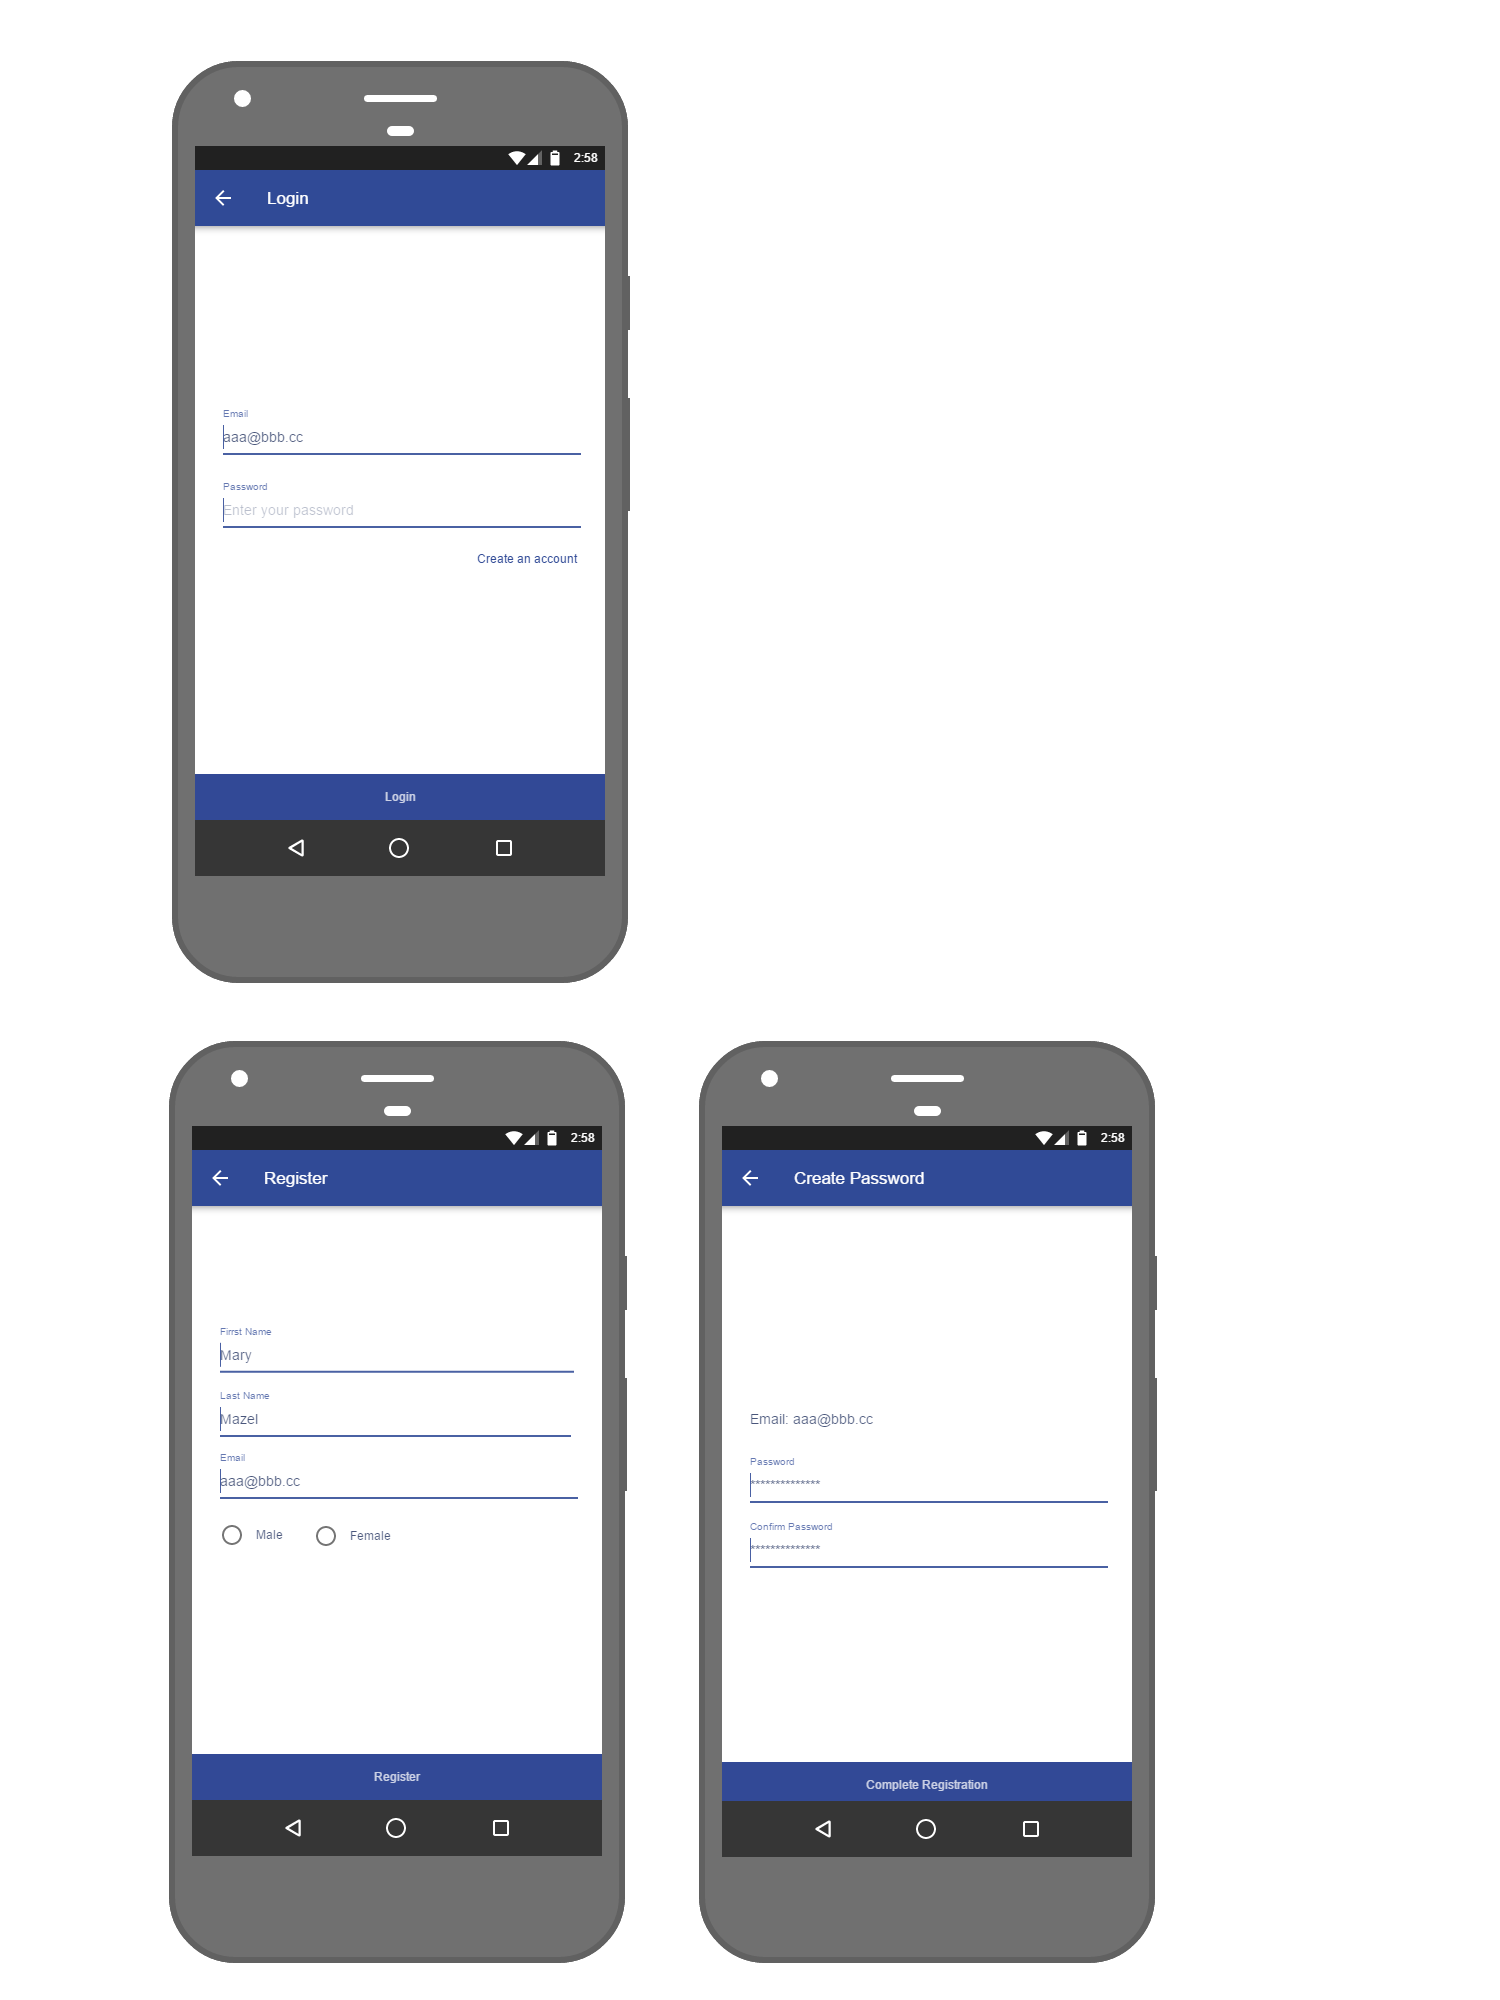 2:58
Login
Email
aaa@bbb.cc
Password
Enter your password
Create an account
Login
2:58
Register
Firrst Name
Mary
Last Name
Mazel
Email
aaa@bbb.cc
Male Female
Register
2:58
Create Password
Email: aaa@bbb.cc
Password
**************
Confirm Password
**************
Complete Registration